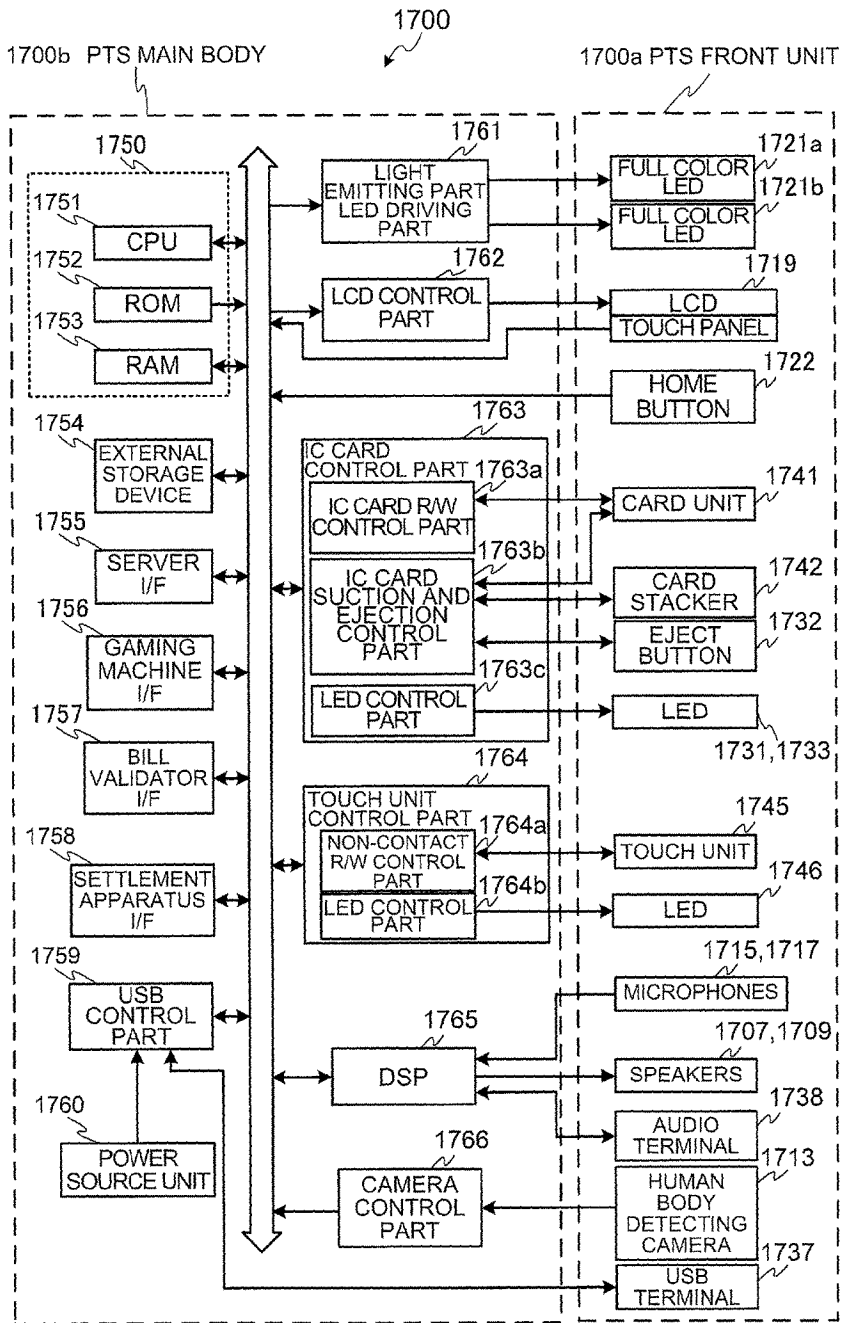 1700
1700b PTS MAIN BODY
1700a PTS FRONT UNIT
1750
1751
CPU
1752
ROM
1753
RAM
1754
EXTERNAL
STORAGE
DEVICE
1755
SERVER
I/F
1756
GAMING
MACHINE
I/F
1757
BILL
VALIDATOR
I/F
1758
SETTLEMENT
APPARATUS
I/F
1759
USB
CONTROL
PART
1760
POWER
SOURCE UNIT
1761
LIGHT
EMITTING PART
LED DRIVING
PART
1762
LCD CONTROL
PART
1763
IC CARD
CONTROL PART
1763a
IC CARD R/W
CONTROL PART
1763b
IC CARD
SUCTION AND
EJECTION
CONTROL
PART
1763c
LED CONTROL
PART
1764
TOUCH UNIT
CONTROL PART
1764a
NON-CONTACT
R/W CONTROL
PART
1764b
LED CONTROL
PART
1765
DSP
1766
CAMERA
CONTROL
PART
1721a
FULL COLOR
LED
1721b
FULL COLOR
LED
1719
LCD
TOUCH PANEL
1722
HOME
BUTTON
1741
CARD UNIT
1742
CARD
STACKER
1732
EJECT
BUTTON
LED
1731,1733
1745
TOUCH UNIT
1746
LED
1715,1717
MICROPHONES
1707,1709
SPEAKERS
1738
AUDIO
TERMINAL
1713
HUMAN
BODY
DETECTING
CAMERA
1737
USB
TERMINAL